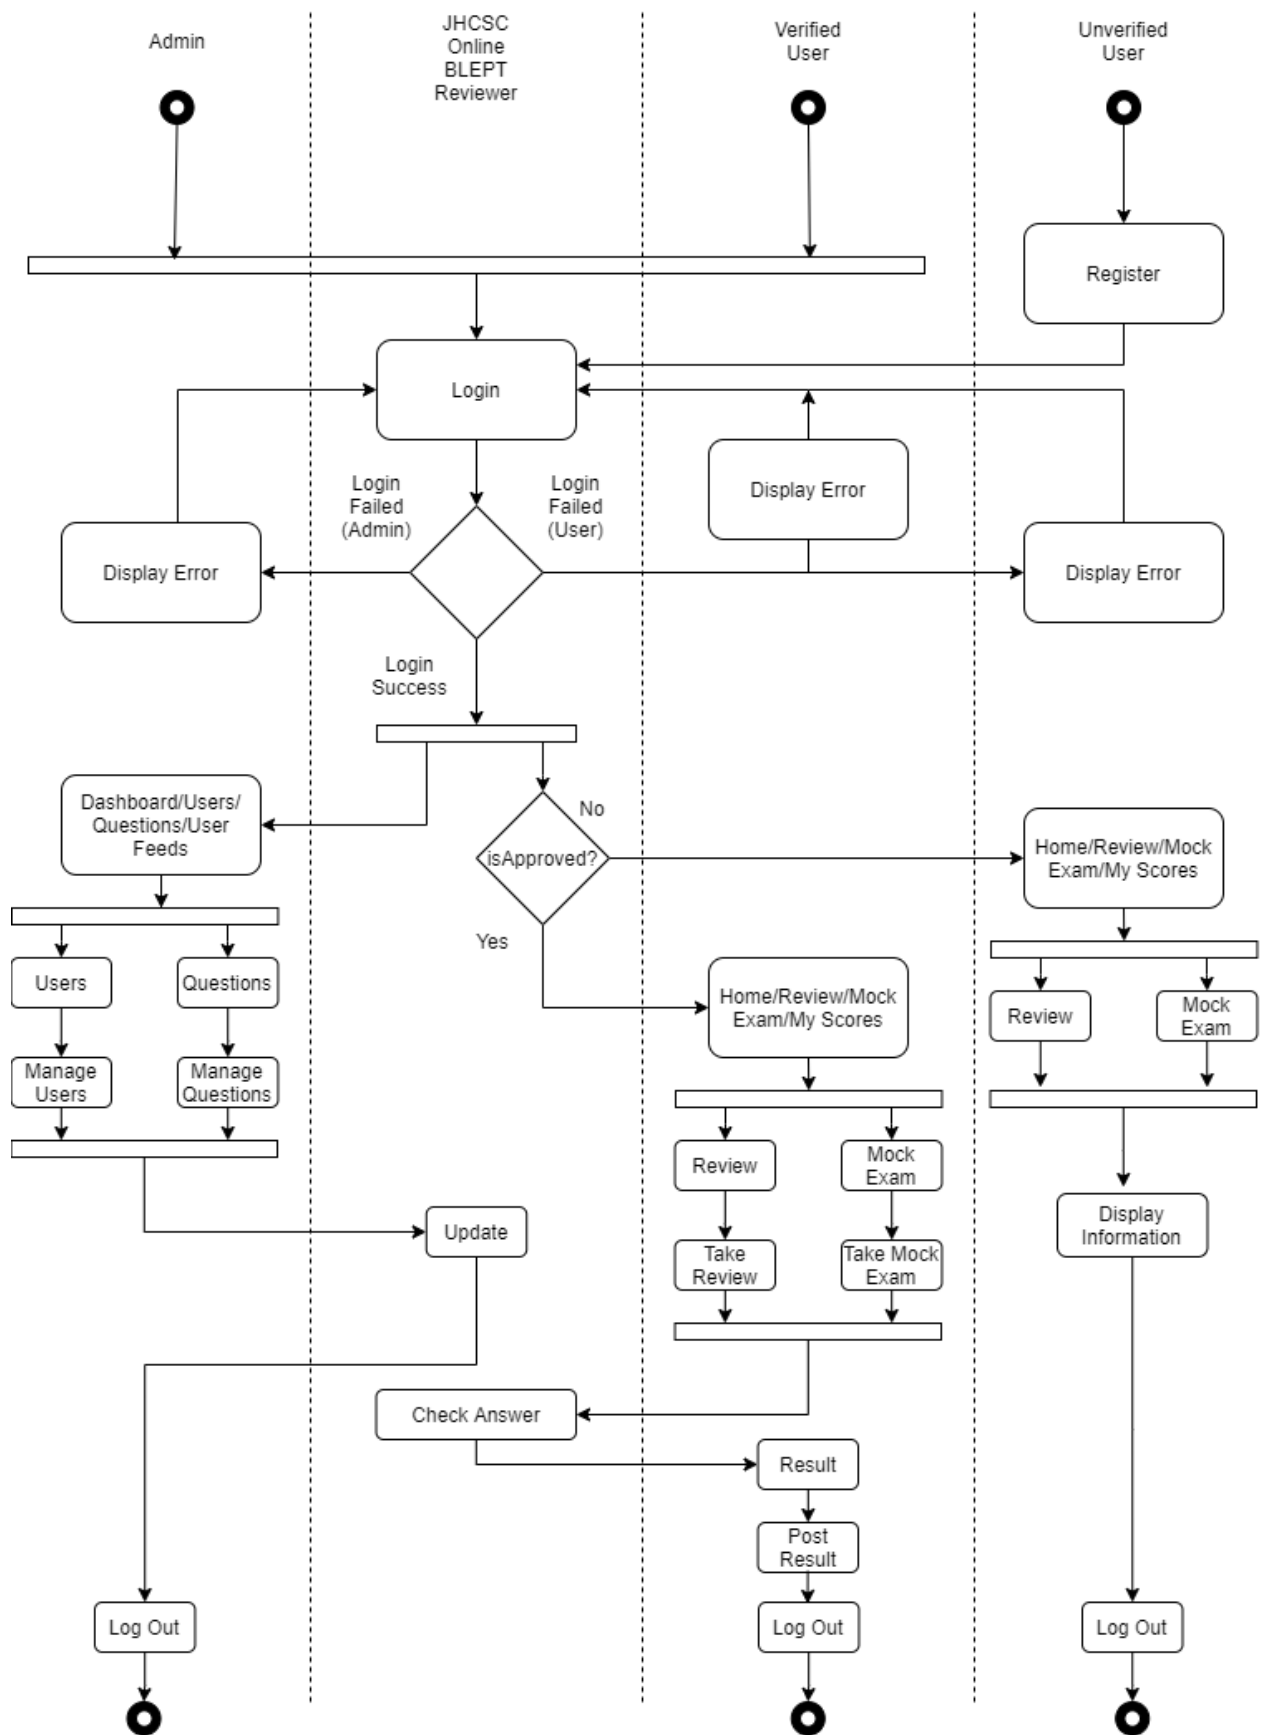 Admin
JHCSC
Online
BLEPT
Reviewer
Verified
User
Unverified
User
Register
Login
Login
Failed
(Admin)
Login
Failed
(User)
Display Error
Display Error
Display Error
Login
Success
Dashboard/Users/
Questions/User
Feeds
No
isApproved?
Yes
Home/Review/Mock
Exam/My Scores
Users
Questions
Manage
Users
Manage
Questions
Home/Review/Mock
Exam/My Scores
Review
Mock
Exam
Review
Mock
Exam
Take
Review
Take Mock
Exam
Update
Display
Information
Check Answer
Result
Post
Result
Log Out
Log Out
Log Out